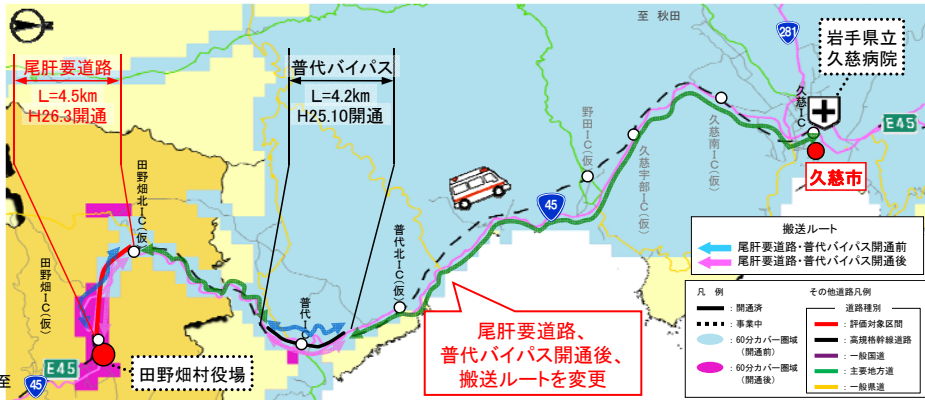 至 秋田
281
岩手県立
久慈病院
尾肝要道路
L=4.5km
H26.3開通
普代バイパス
L=4.2km
H25.10開通
久慈IC
E45
久慈市
久慈南IC(仮)
久慈宇部IC(仮)
野田IC(仮)
45
田野畑北IC(仮)
田野畑IC(仮)
普代北IC(仮)
普代IC
搬送ルート
尾肝要道路・普代バイパス開通前
尾肝要道路・普代バイパス開通後
尾肝要道路、
普代バイパス開通後、
搬送ルートを変更
凡 例
:開通済
:事業中
:60分カバー圏域
(開通前)
:60分カバー圏域
(開通後)
その他道路凡例
道路種別
:評価対象区間
:高規格幹線道路
:一般国道
:主要地方道
:一般県道
E45
田野畑村役場
至
45